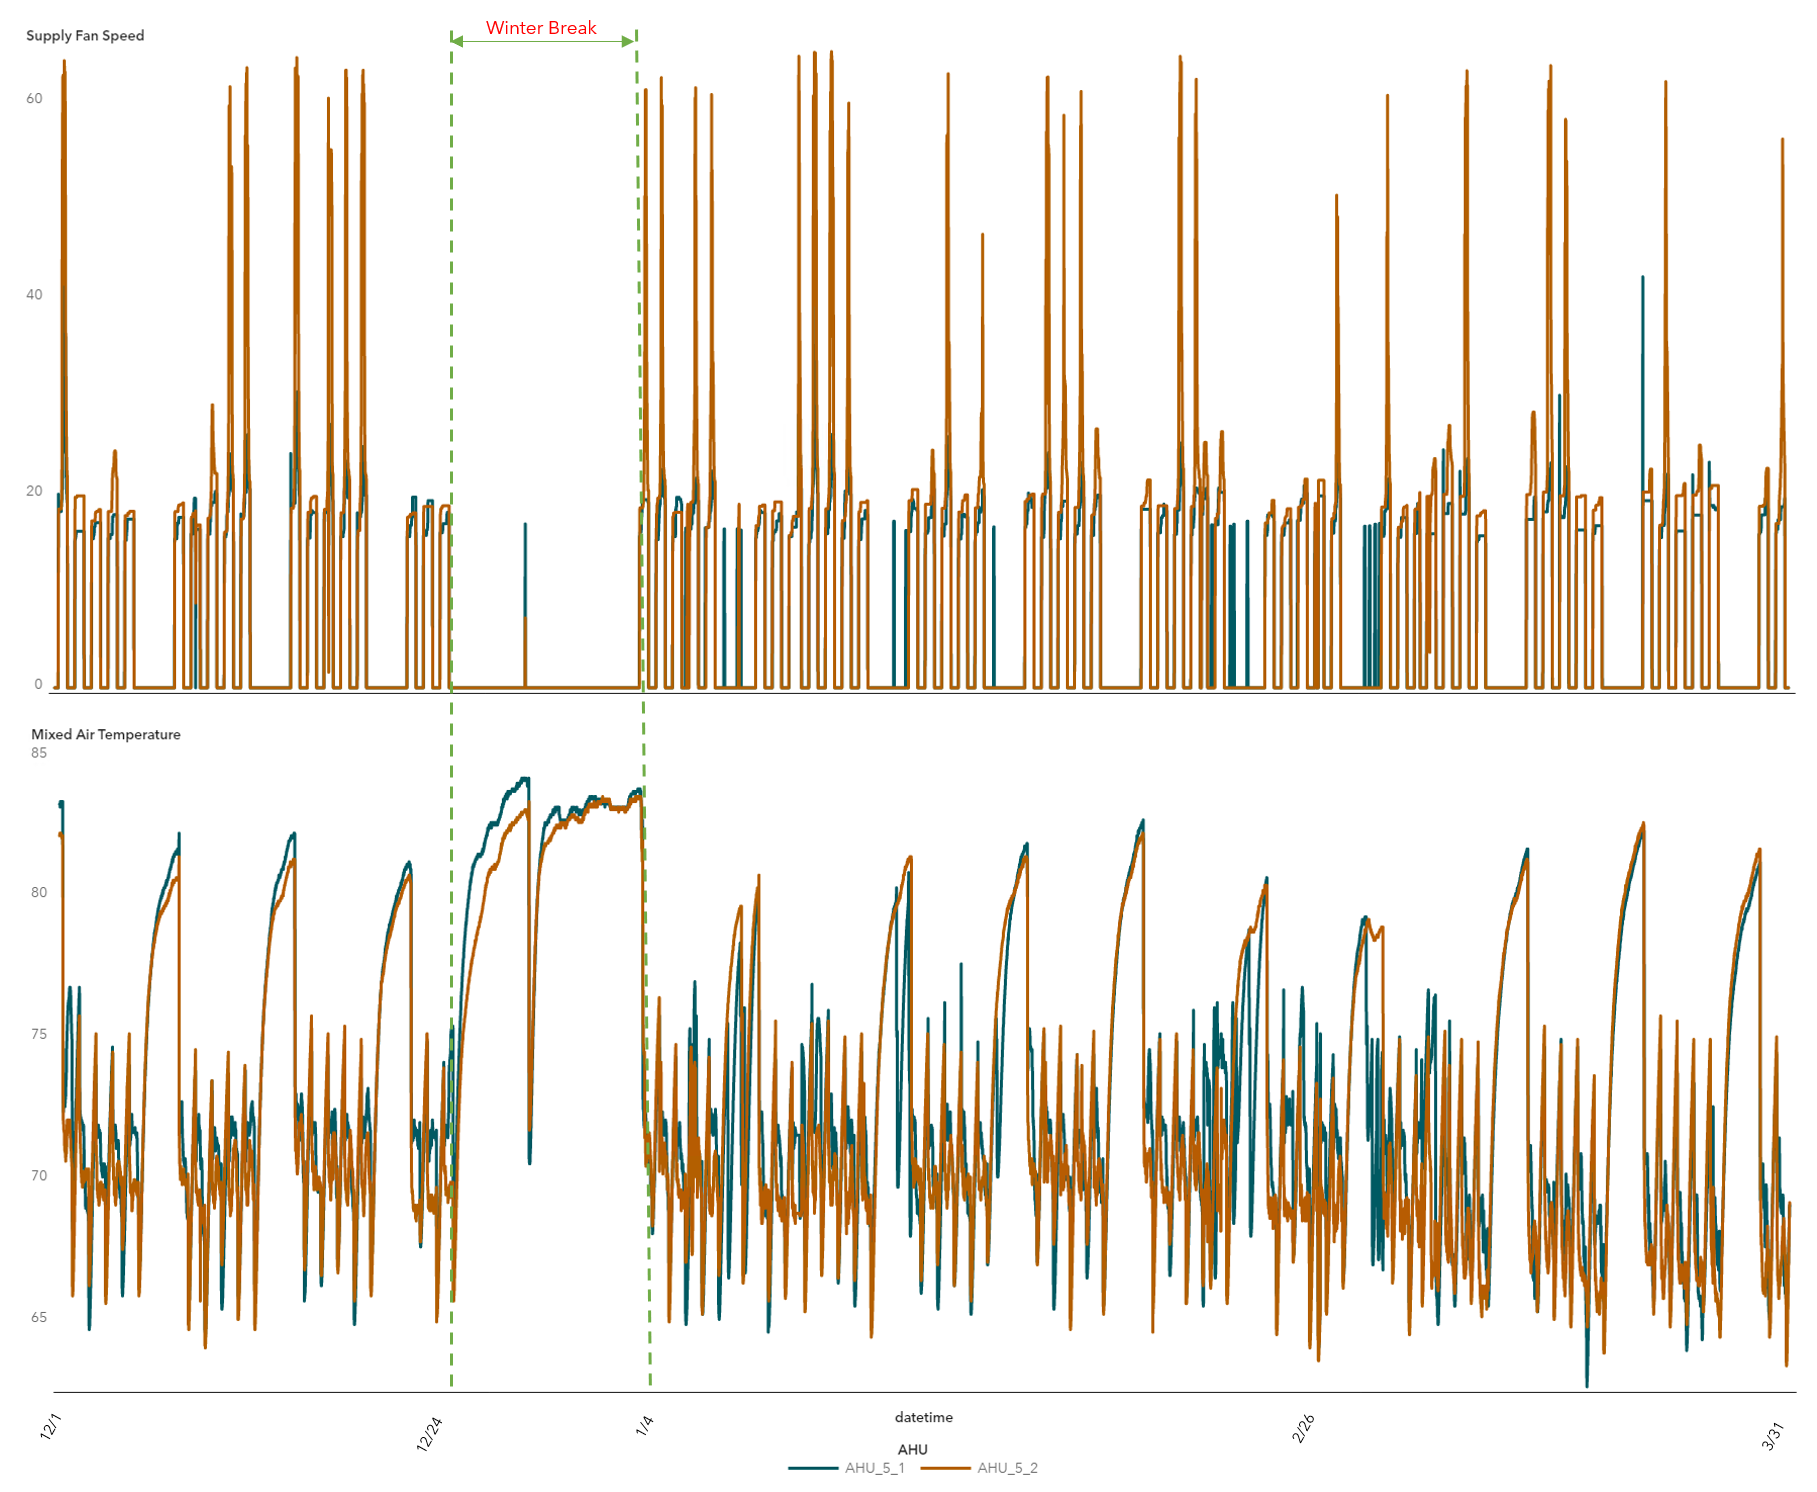 Winter Break
Supply Fan Speed
60
40
20
0
Mixed Air Temperature
85
80
75
70
65
12/1
12/24
1/4
2/26
3/31
datetime
AHU
AHU_5_1
AHU_5_2